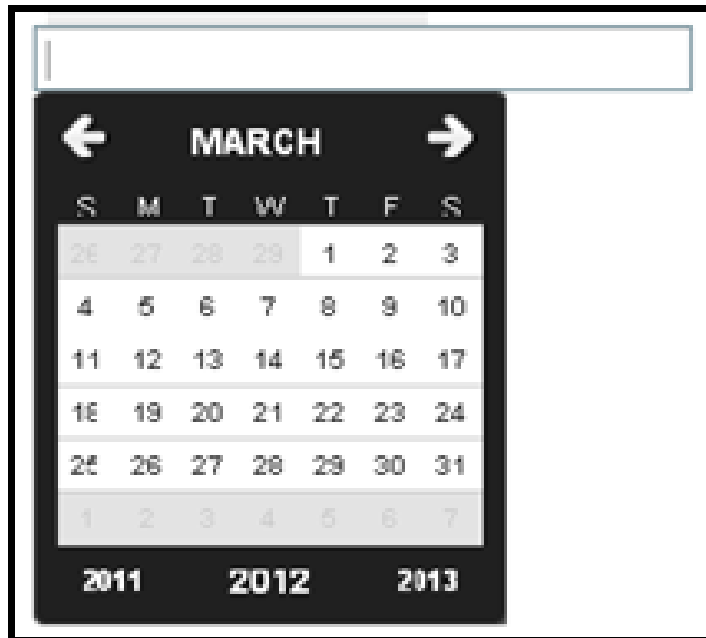 MARCH
S M T W T F S
26 27 28 29 1 2 3
4 5 6 7 8 9 10
11 12 13 14 15 16 17
18 19 20 21 22 23 24
25 26 27 28 29 30 31
1 2 3 4 5 6 7
2011 2012 2013